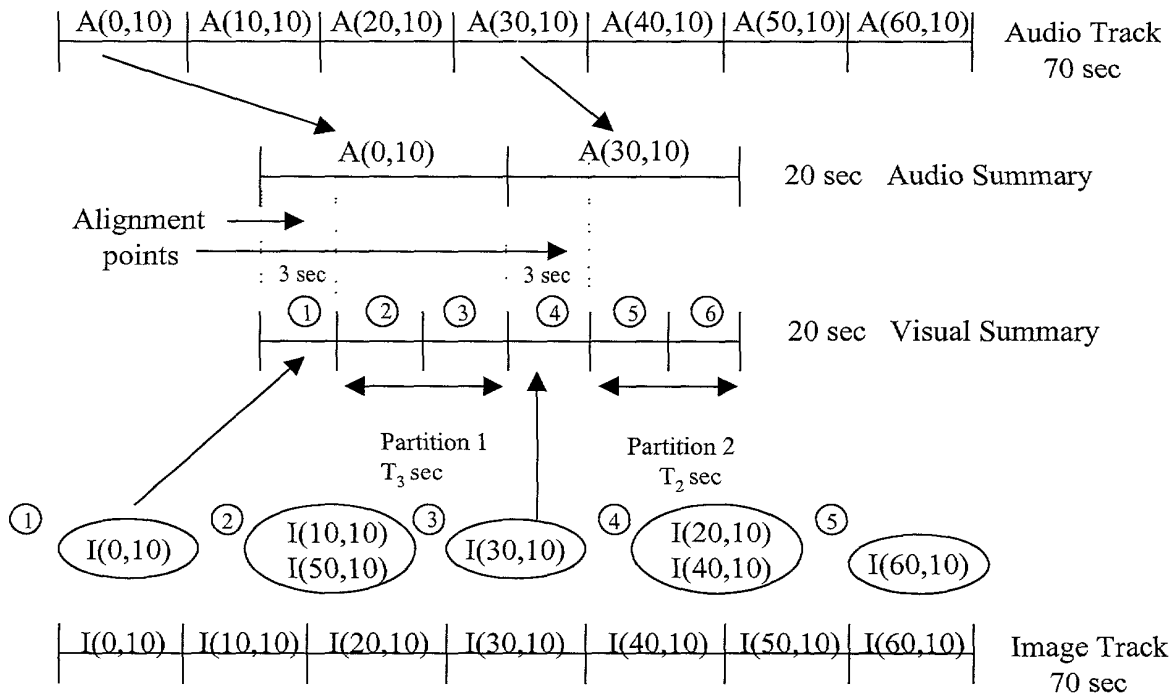 A(0,10) A(10,10) A(20,10) A(30,10) A(40,10) A(50,10) A(60,10)
Audio Track
70 sec
A(0,10) A(30,10)
20 sec Audio Summary
Alignment
points
3 sec 3 sec
1 2 3 4 5 6
20 sec Visual Summary
Partition 1
T3 sec
Partition 2
T2 sec
1 I(0,10)
2 I(10,10)
I(50,10)
3 I(30,10)
4 I(20,10)
I(40,10)
5 I(60,10)
I(0,10) I(10,10) I(20,10) I(30,10) I(40,10) I(50,10) I(60,10)
Image Track
70 sec